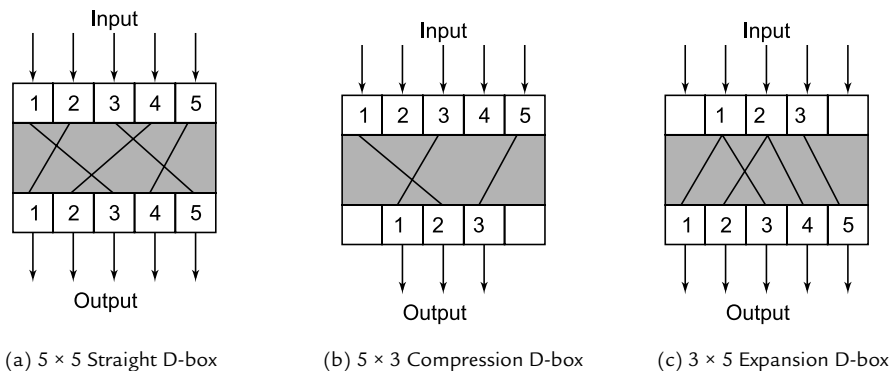 Input
1 2 3 4 5
1 2 3 4 5
Output
(a) 5 × 5 Straight D-box
Input
1 2 3 4 5
1 2 3
Output
(b) 5 × 3 Compression D-box
Input
1 2 3
1 2 3 4 5
Output
(c) 3 × 5 Expansion D-box